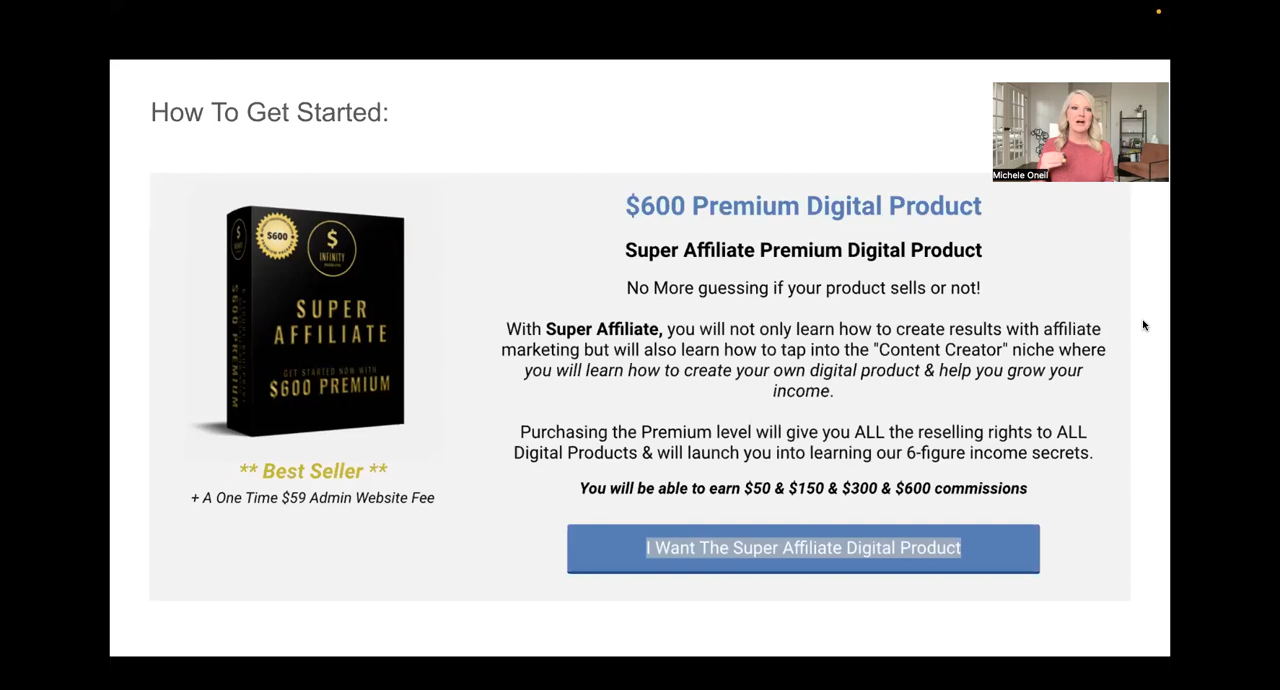 How To Get Started:
Michele Oneil
$600 Premium Digital Product
Super Affiliate Premium Digital Product
No More guessing if your product sells or not!
With Super Affiliate, you will not only learn how to create results with affiliate
marketing but will also learn how to tap into the "Content Creator" niche where
you will learn how to create your own digital product & help you grow your
income.
Purchasing the Premium level will give you ALL the reselling rights to ALL
Digital Products & will launch you into learning our 6-figure income secrets.
You will be able to earn $50 & $150 & $300 & $600 commissions
I Want The Super Affiliate Digital Product
$600
$
INFINITY
SUPER
AFFILIATE
GET STARTED NOW WITH
$600 PREMIUM
$600 PREMIUM
** Best Seller **
+ A One Time $59 Admin Website Fee